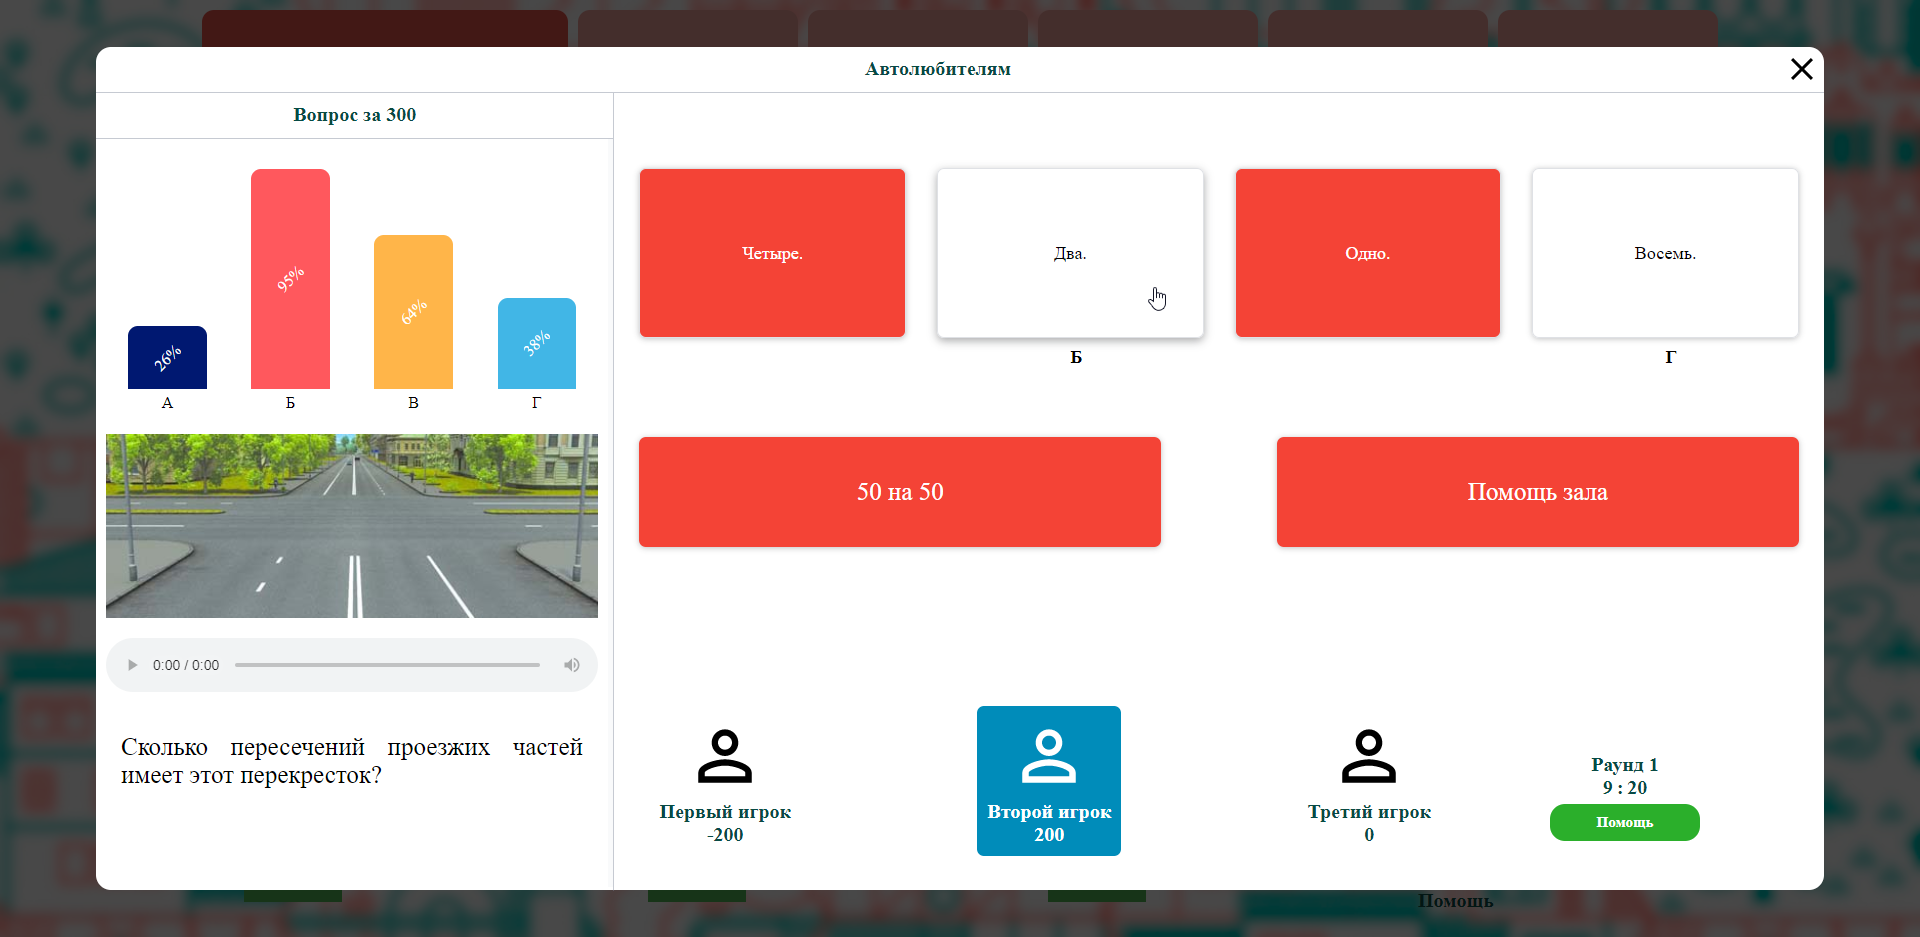 Автолюбителям
Вопрос за 300
26%
95%
64%
38%
А
Б
В
Г
0:00 / 0:00
Сколько пересечений проезжих частей
имеет этот перекресток?
Четыре.
Два.
Одно.
Восемь.
Б
Г
50 на 50
Помощь зала
Первый игрок
-200
Второй игрок
200
Третий игрок
0
Раунд 1
9 : 20
Помощь
Помощь